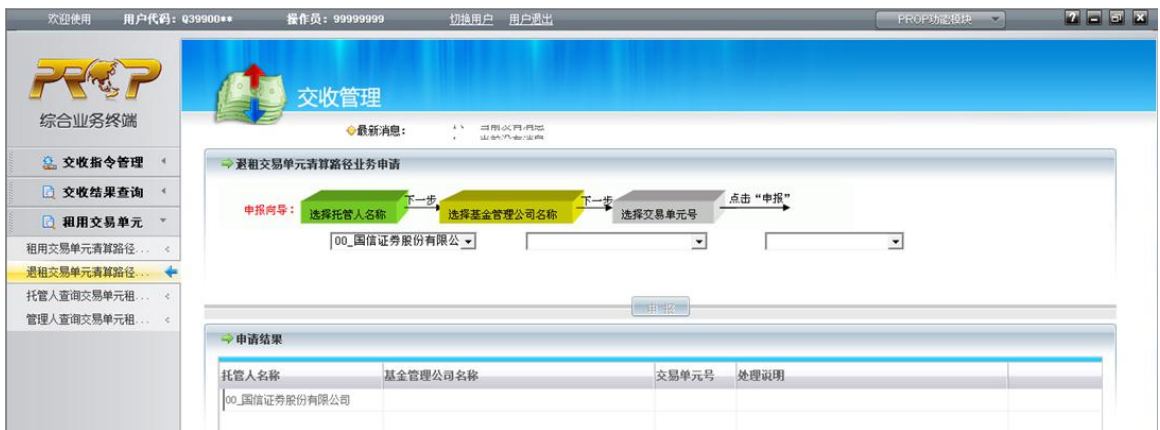 欢迎使用 用户代码: Q39900** 操作员: 99999999 切换用户 用户退出 PROP功能模块
PROP
综合业务终端
交收管理
最新消息:
交收指令管理
交收结果查询
租用交易单元
租用交易单元清算路径...
退租交易单元清算路径...
托管人查询交易单元租...
管理人查询交易单元租...
退租交易单元清算路径业务申请
申报向导: 选择托管人名称 下一步 选择基金管理公司名称 下一步 选择交易单元号 点击“申报”
00_国信证券股份有限公
申报
申请结果
托管人名称 基金管理公司名称 交易单元号 处理说明
00_国信证券股份有限公司